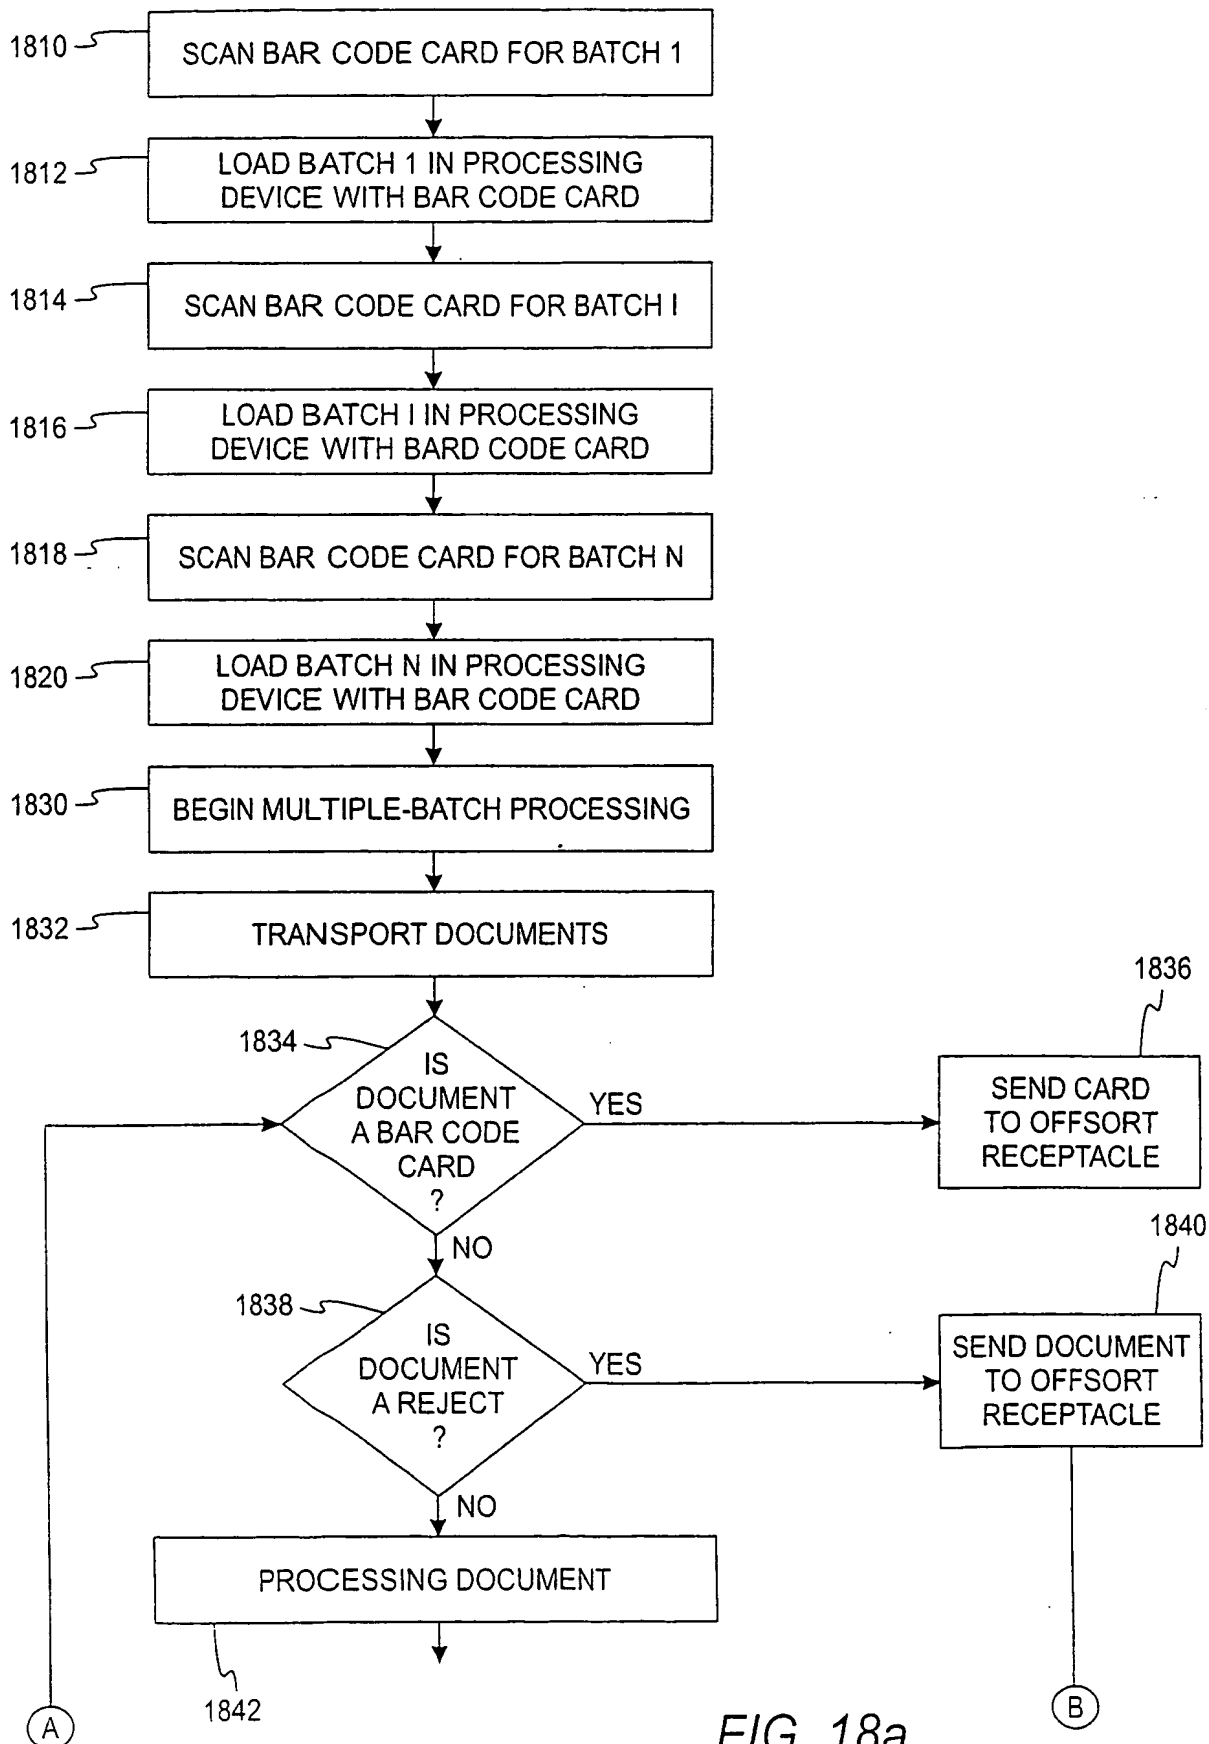 1810
SCAN BAR CODE CARD FOR BATCH 1
1812
LOAD BATCH 1 IN PROCESSING
DEVICE WITH BAR CODE CARD
1814
SCAN BAR CODE CARD FOR BATCH I
1816
LOAD BATCH I IN PROCESSING
DEVICE WITH BARD CODE CARD
1818
SCAN BAR CODE CARD FOR BATCH N
1820
LOAD BATCH N IN PROCESSING
DEVICE WITH BAR CODE CARD
1830
BEGIN MULTIPLE-BATCH PROCESSING
1832
TRANSPORT DOCUMENTS
1834
IS
DOCUMENT
A BAR CODE
CARD
?
YES
1836
SEND CARD
TO OFFSORT
RECEPTACLE
NO
1838
IS
DOCUMENT
A REJECT
?
YES
1840
SEND DOCUMENT
TO OFFSORT
RECEPTACLE
NO
PROCESSING DOCUMENT
1842
A
B
FIG. 18a